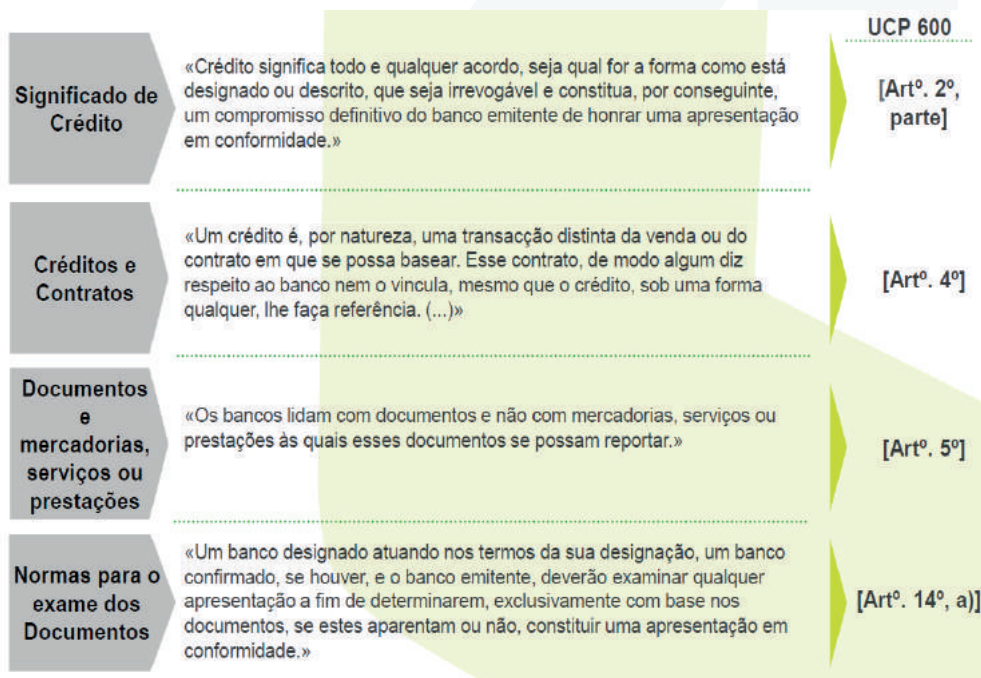 UCP 600
Significado de
Crédito
«Crédito significa todo e qualquer acordo, seja qual for a forma como está
designado ou descrito, que seja irrevogável e constitua, por conseguinte,
um compromisso definitivo do banco emitente de honrar uma apresentação
em conformidade.»
[Artº. 2º,
parte]
Créditos e
Contratos
«Um crédito é, por natureza, uma transacção distinta da venda ou do
contrato em que se possa basear. Esse contrato, de modo algum diz
respeito ao banco nem o vincula, mesmo que o crédito, sob uma forma
qualquer, lhe faça referência. (...)»
[Artº. 4º]
Documentos
e
mercadorias,
serviços ou
prestações
«Os bancos lidam com documentos e não com mercadorias, serviços ou
prestações às quais esses documentos se possam reportar.»
[Artº. 5º]
Normas para o
exame dos
Documentos
«Um banco designado atuando nos termos da sua designação, um banco
confirmado, se houver, e o banco emitente, deverão examinar qualquer
apresentação a fim de determinarem, exclusivamente com base nos
documentos, se estes aparentam ou não, constituir uma apresentação em
conformidade.»
[Artº. 14º, a)]